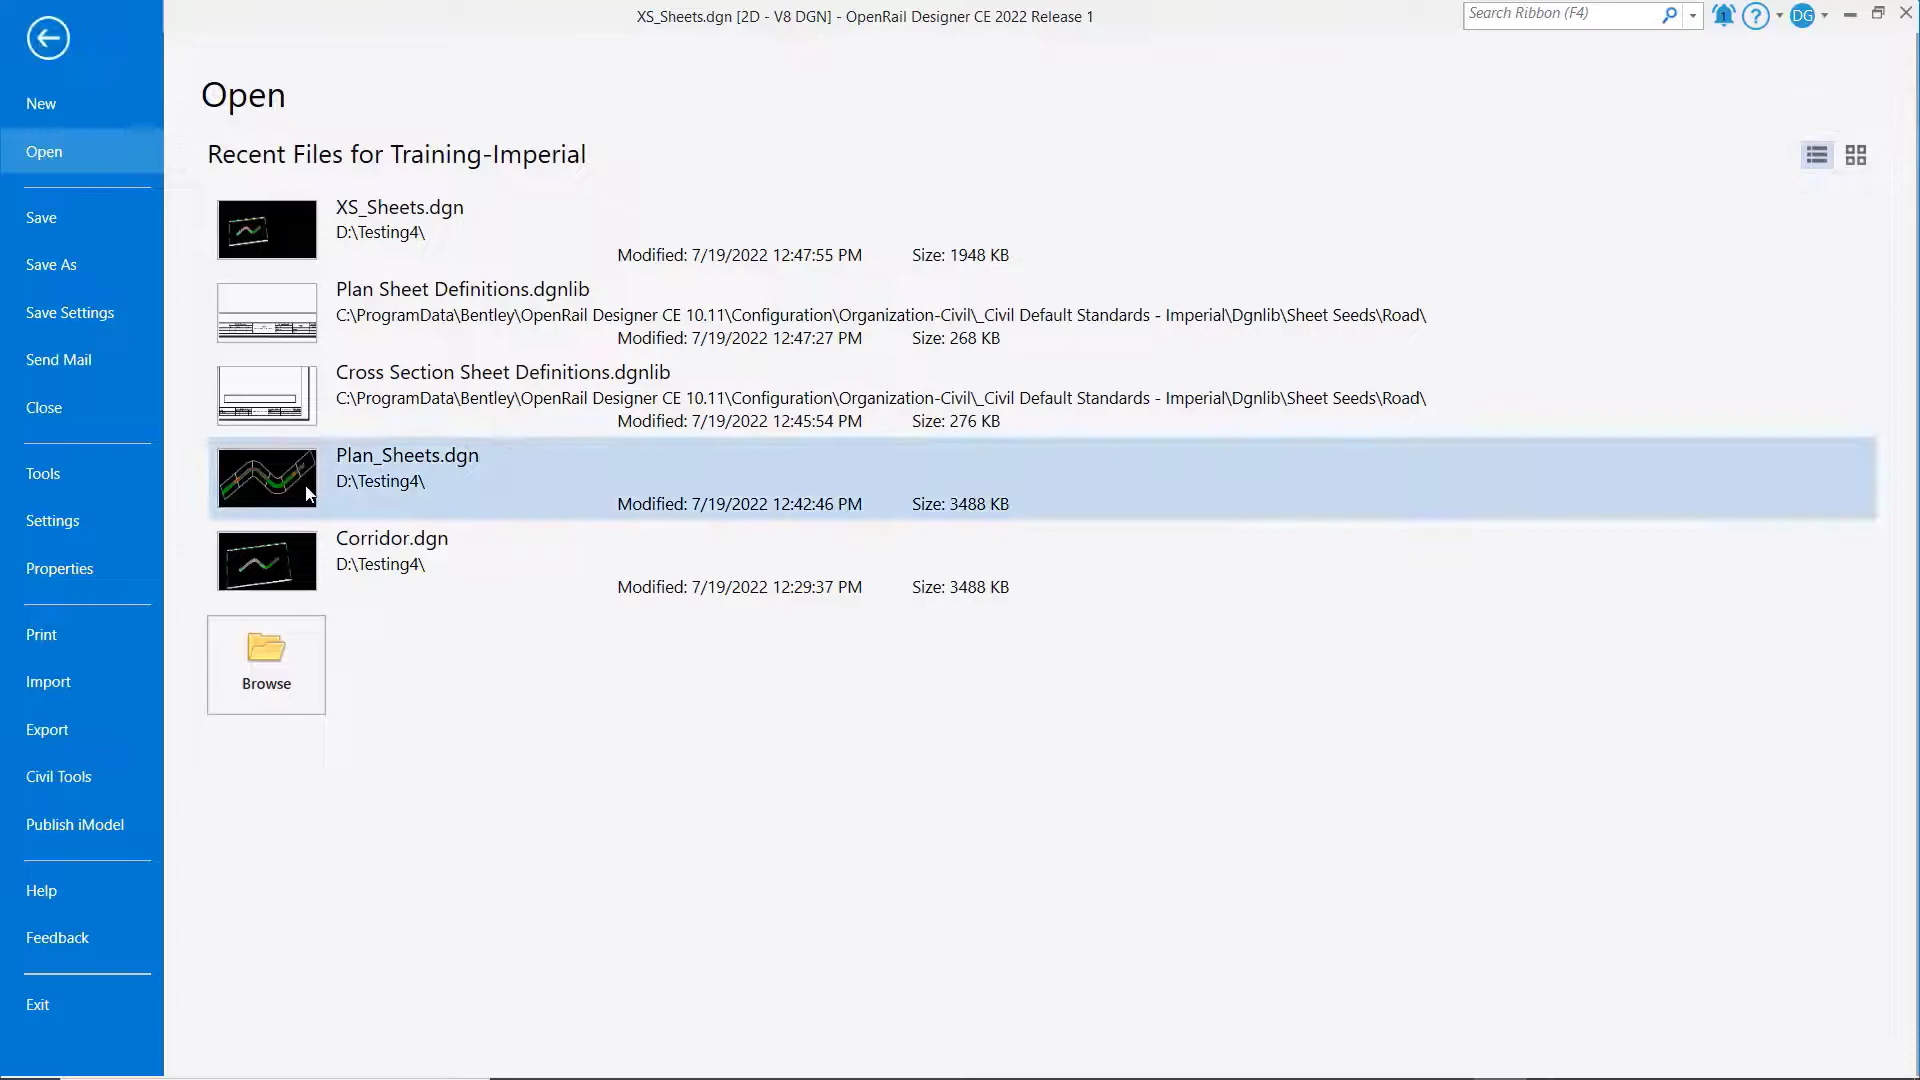 XS_Sheets.dgn [2D - V8 DGN] - OpenRail Designer CE 2022 Release 1
Search Ribbon (F4)
1
?
DG
New
Open
Save
Save As
Save Settings
Send Mail
Close
Tools
Settings
Properties
Print
Import
Export
Civil Tools
Publish iModel
Help
Feedback
Exit
Open
Recent Files for Training-Imperial
XS_Sheets.dgn
D:\Testing4\
Modified: 7/19/2022 12:47:55 PM Size: 1948 KB
Plan Sheet Definitions.dgnlib
C:\ProgramData\Bentley\OpenRail Designer CE 10.11\Configuration\Organization-Civil\_Civil Default Standards - Imperial\Dgnlib\Sheet Seeds\Road\
Modified: 7/19/2022 12:47:27 PM Size: 268 KB
Cross Section Sheet Definitions.dgnlib
C:\ProgramData\Bentley\OpenRail Designer CE 10.11\Configuration\Organization-Civil\_Civil Default Standards - Imperial\Dgnlib\Sheet Seeds\Road\
Modified: 7/19/2022 12:45:54 PM Size: 276 KB
Plan_Sheets.dgn
D:\Testing4\
Modified: 7/19/2022 12:42:46 PM Size: 3488 KB
Corridor.dgn
D:\Testing4\
Modified: 7/19/2022 12:29:37 PM Size: 3488 KB
Browse